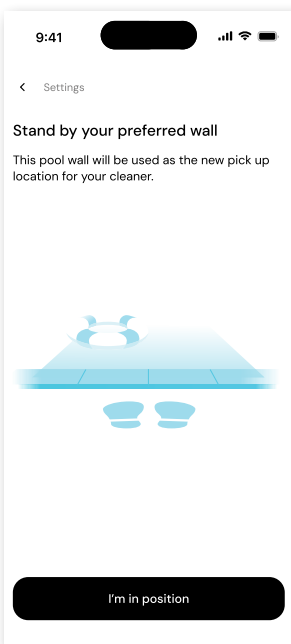 9:41
Settings
Stand by your preferred wall
This pool wall will be used as the new pick up
location for your cleaner.
I'm in position